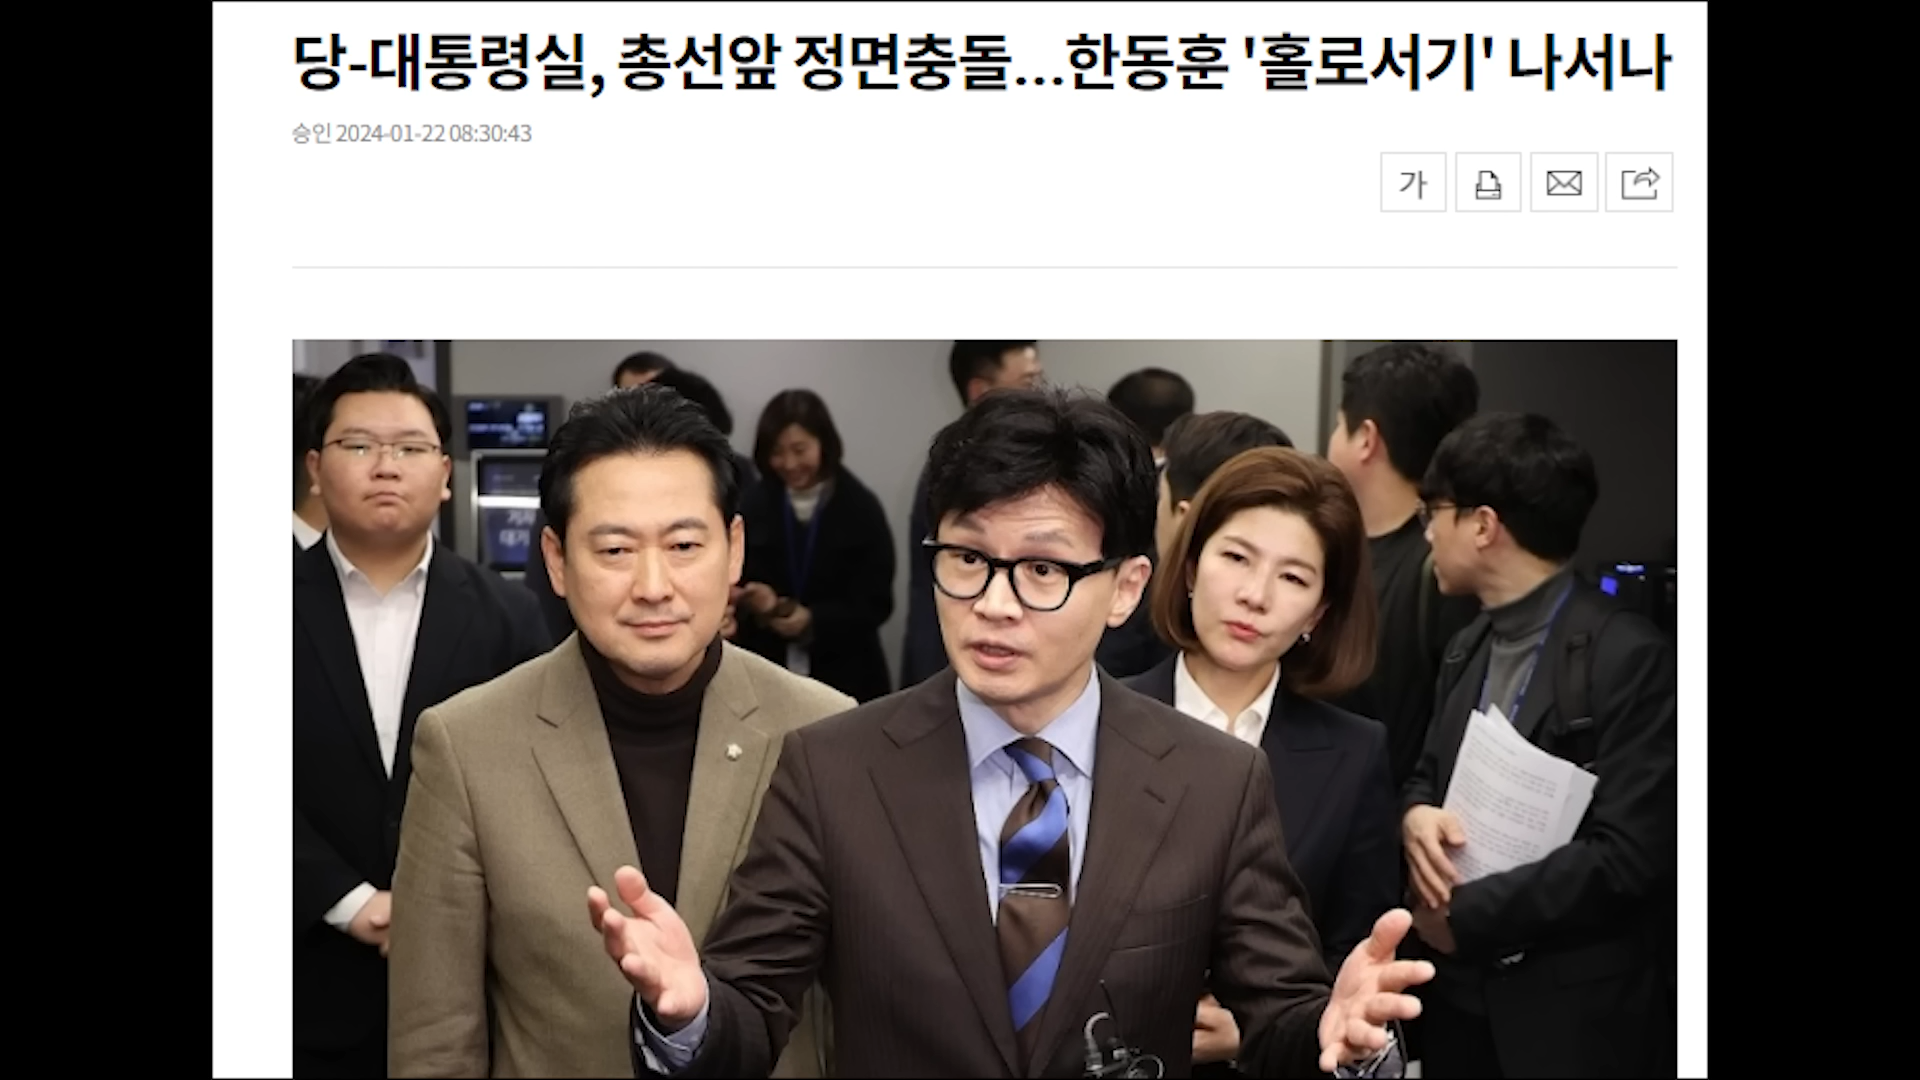 당-대통령실, 총선앞 정면충돌...한동훈 '홀로서기' 나서나
승인 2024-01-22 08:30:43
가